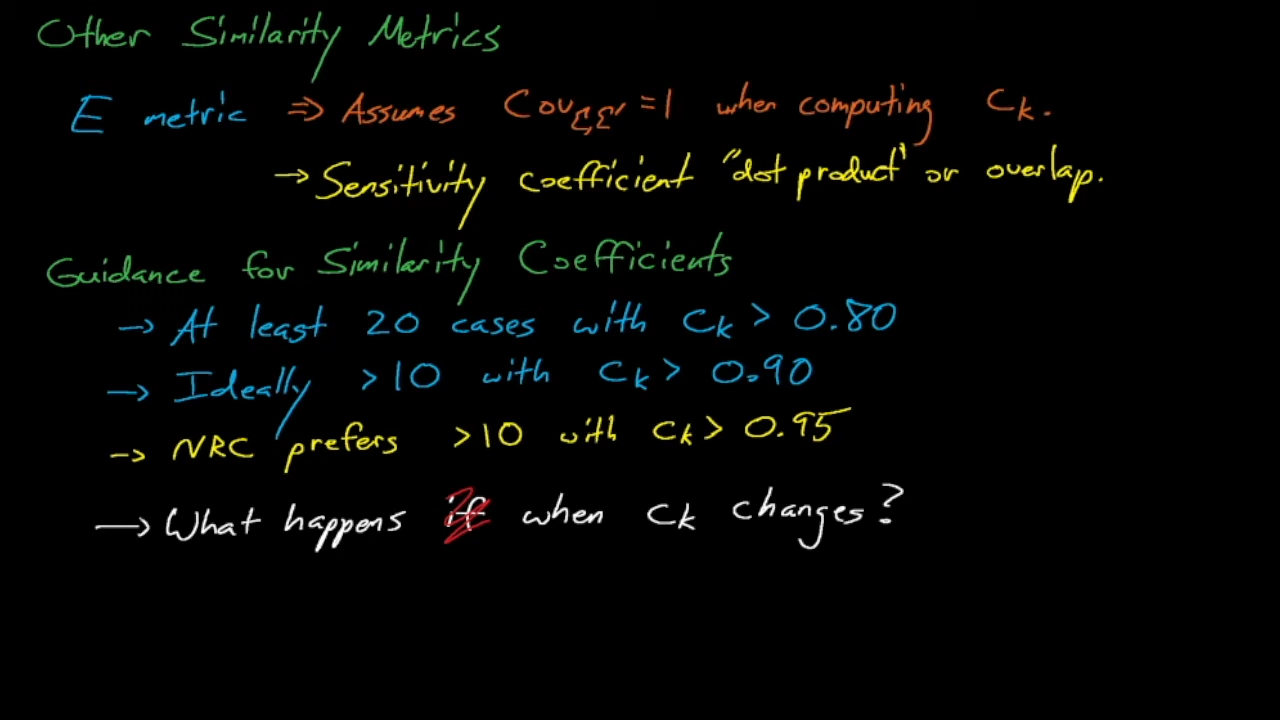 Other Similarity Metrics
E metric ⇒ Assumes Cov_ΣΣ' = 1 when computing Ck.
→ Sensitivity coefficient "dot product" or overlap.
Guidance for Similarity Coefficients
→ At least 20 cases with Ck > 0.80
→ Ideally >10 with Ck > 0.90
→ NRC prefers >10 with Ck > 0.95
→ What happens if when Ck changes?